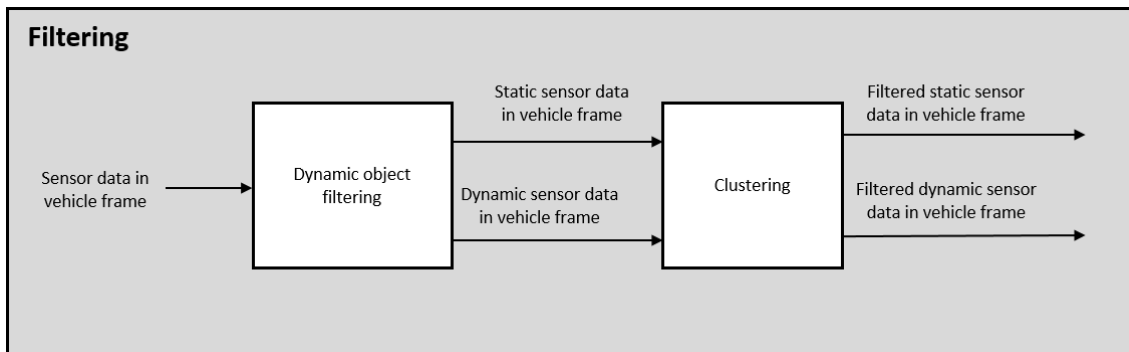 Filtering
Sensor data in
vehicle frame
Dynamic object
filtering
Static sensor data
in vehicle frame
Dynamic sensor data
in vehicle frame
Clustering
Filtered static sensor
data in vehicle frame
Filtered dynamic sensor
data in vehicle frame